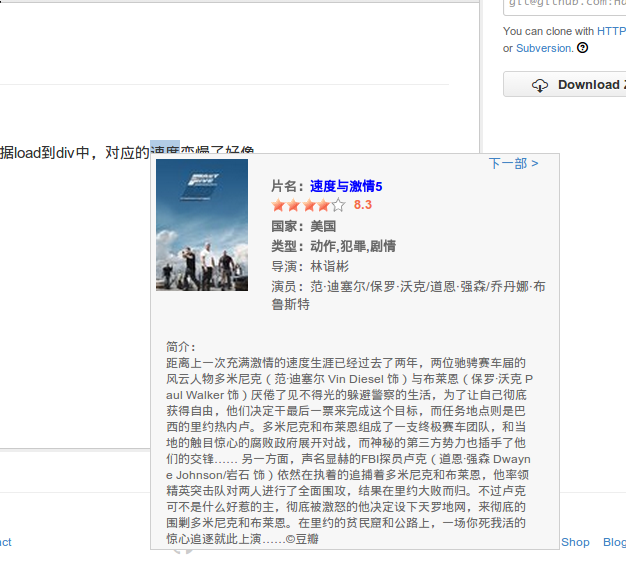 git@github.com:Hu
You can clone with HTTP
or Subversion.
Download Z
据load到div中，对应的速度变慢了好像
下一部 >
片名：速度与激情5
8.3
国家：美国
类型：动作,犯罪,剧情
导演：林诣彬
演员：范·迪塞尔/保罗·沃克/道恩·强森/乔丹娜·布
鲁斯特
简介：
距离上一次充满激情的速度生涯已经过去了两年，两位驰骋赛车届的
风云人物多米尼克（范·迪塞尔 Vin Diesel 饰）与布莱恩（保罗·沃克 P
aul Walker 饰）厌倦了见不得光的躲避警察的生活，为了让自己彻底
获得自由，他们决定干最后一票来完成这个目标，而任务地点则是巴
西的里约热内卢。多米尼克和布莱恩组成了一支终极赛车团队，和当
地的触目惊心的腐败政府展开对战，而神秘的第三方势力也插手了他
们的交锋…… 另一方面，声名显赫的FBI探员卢克（道恩·强森 Dwayn
e Johnson/岩石 饰）依然在执着的追捕着多米尼克和布莱恩，他率领
精英突击队对两人进行了全面围攻，结果在里约大败而归。不过卢克
可不是什么好惹的主，彻底被激怒的他决定设下天罗地网，来彻底的
围剿多米尼克和布莱恩。在里约的贫民窟和公路上，一场你死我活的
惊心追逐就此上演……©豆瓣
act
Shop
Blog